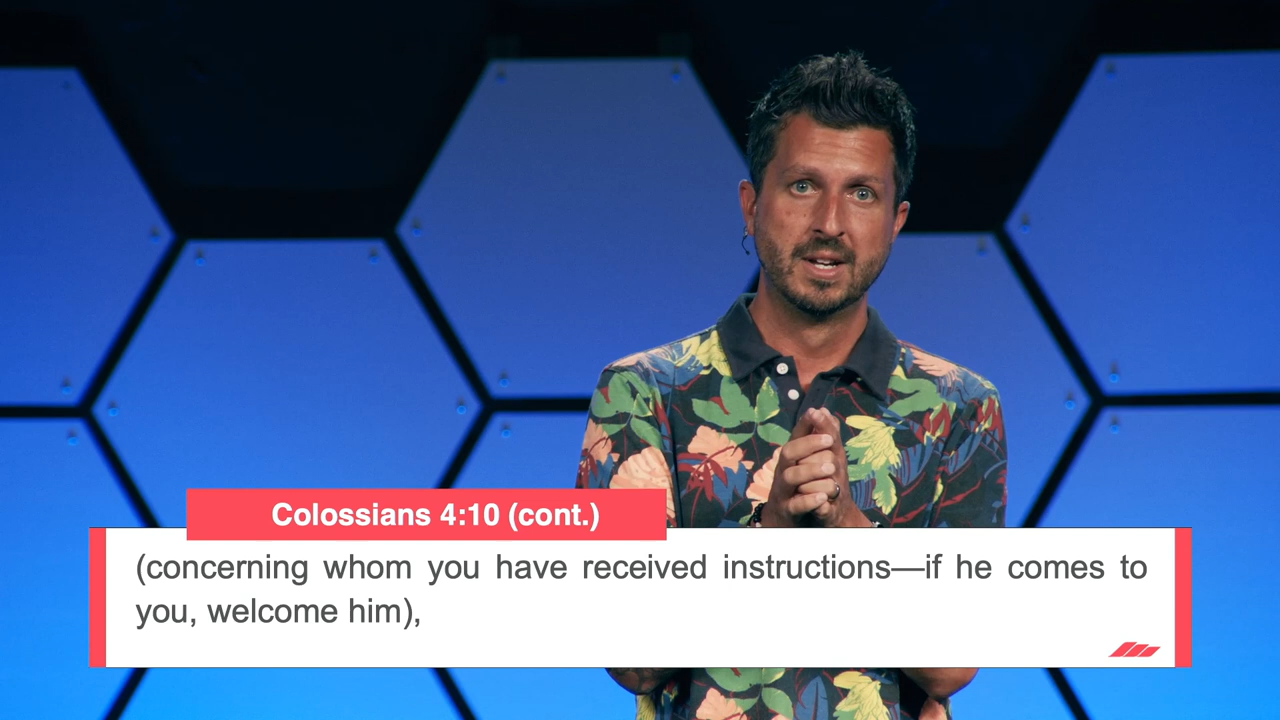 Colossians 4:10 (cont.)
(concerning whom you have received instructions—if he comes to
you, welcome him),